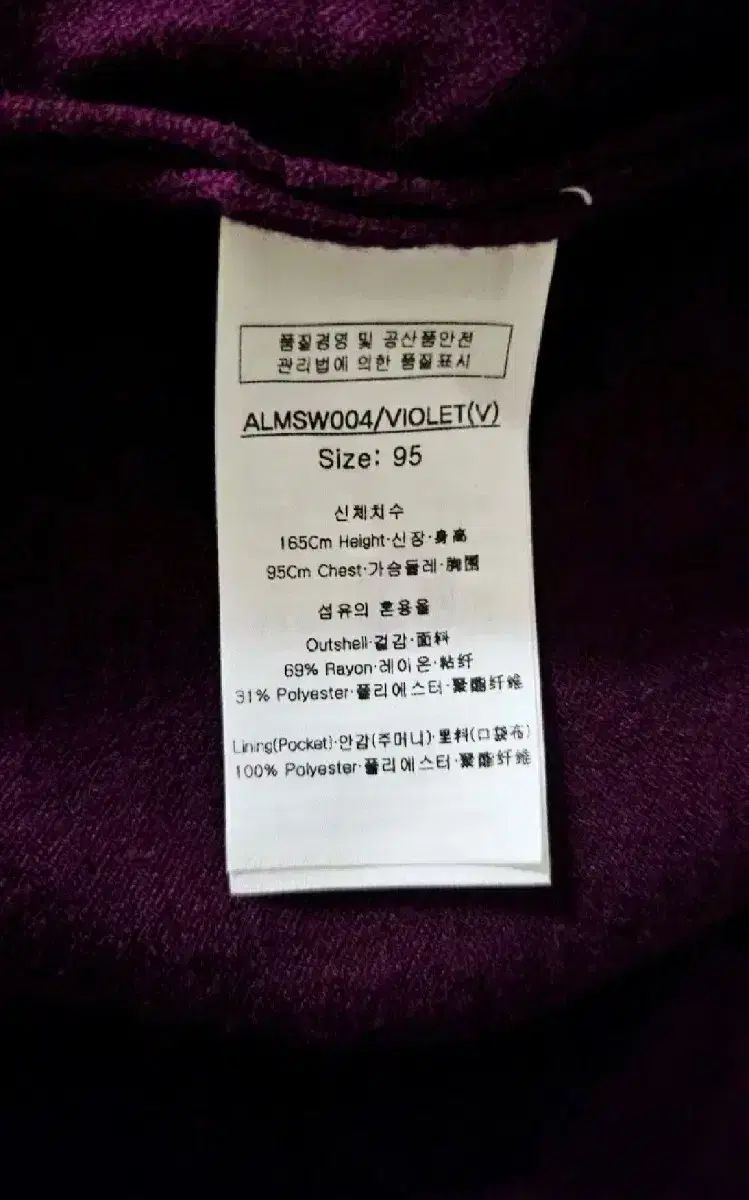 품질경영 및 공산품안전
관리법에 의한 품질표시
ALMSW004/VIOLET(V)
Size: 95
신체치수
165Cm Height·신장·身高
95Cm Chest·가슴둘레·胸围
섬유의 혼용율
Outshell·겉감·面料
69% Rayon·레이온·粘纤
31% Polyester·폴리에스터·聚酯纤维
Lining(Pocket)·안감(주머니)·里料(口袋布)
100% Polyester·폴리에스터·聚酯纤维